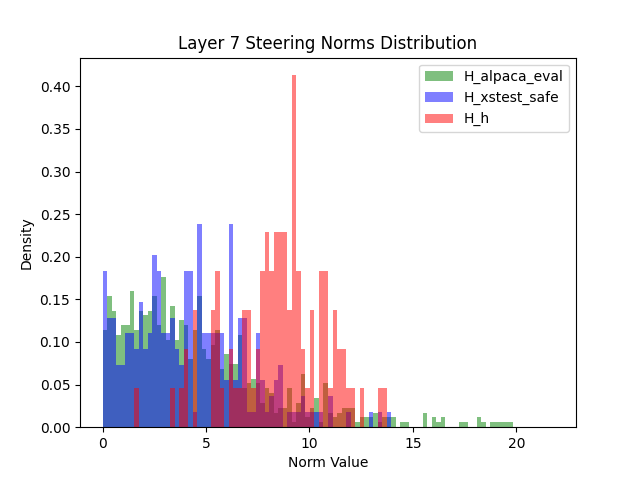 Layer 7 Steering Norms Distribution
H_alpaca_eval
H_xstest_safe
H_h
Density
0.40
0.35
0.30
0.25
0.20
0.15
0.10
0.05
0.00
0 5 10 15 20
Norm Value